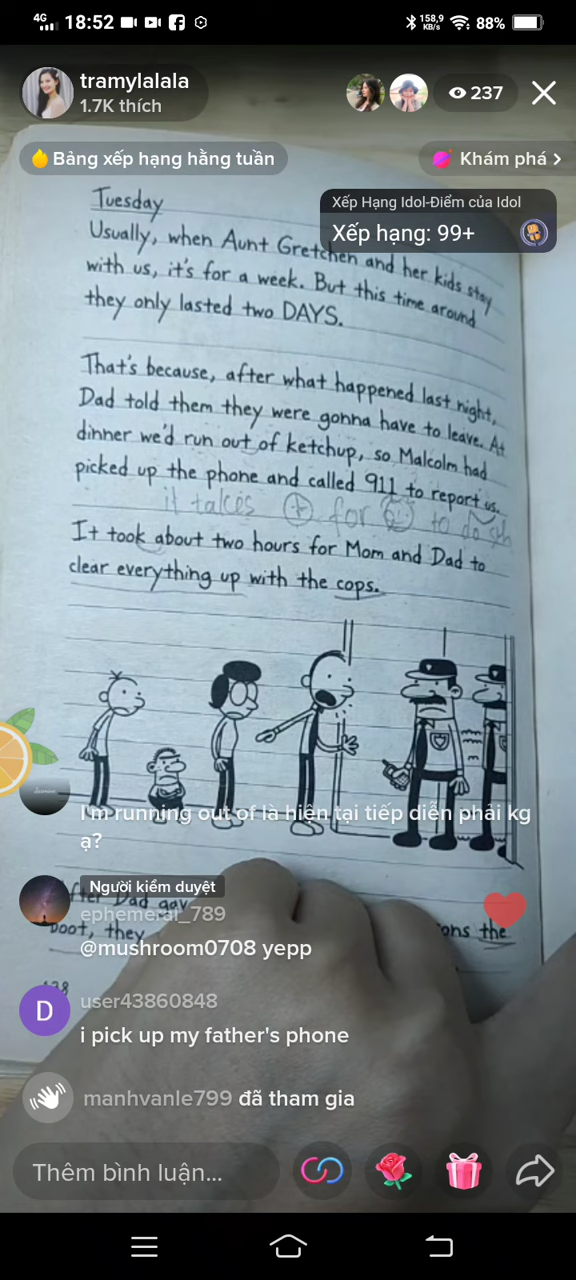 4G 18:52 158,9 KB/s 88%
tramylalala
1.7K thích
237
Bảng xếp hạng hằng tuần
Khám phá >
Xếp Hạng Idol-Điểm của Idol
Xếp hạng: 99+
Tuesday
Usually, when Aunt Gretchen and her kids stay
with us, it's for a week. But this time around
they only lasted two DAYS.
That's because, after what happened last night,
Dad told them they were gonna have to leave. At
dinner we'd run out of ketchup, so Malcolm had
picked up the phone and called 911 to report us.
it takes for to do sth
It took about two hours for Mom and Dad to
clear everything up with the cops.
I'm running out of là hiện tại tiếp diễn phải kg
ạ?
After Dad gav
Người kiểm duyệt
ephemeral_789
boot, they ons the
@mushroom0708 yepp
D
user43860848
i pick up my father's phone
manhvanle799 đã tham gia
Thêm bình luận...